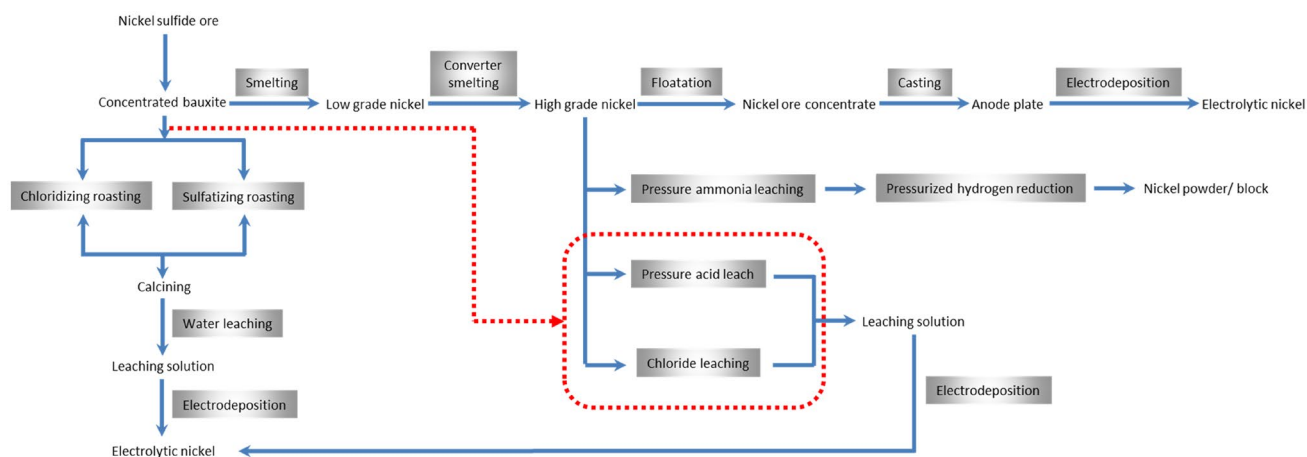 Nickel sulfide ore
Smelting
Converter
smelting
Floatation
Casting
Electrodeposition
Concentrated bauxite
Low grade nickel
High grade nickel
Nickel ore concentrate
Anode plate
Electrolytic nickel
Chloridizing roasting
Sulfatizing roasting
Pressure ammonia leaching
Pressurized hydrogen reduction
Nickel powder/ block
Pressure acid leach
Calcining
Water leaching
Leaching solution
Leaching solution
Chloride leaching
Electrodeposition
Electrodeposition
Electrolytic nickel